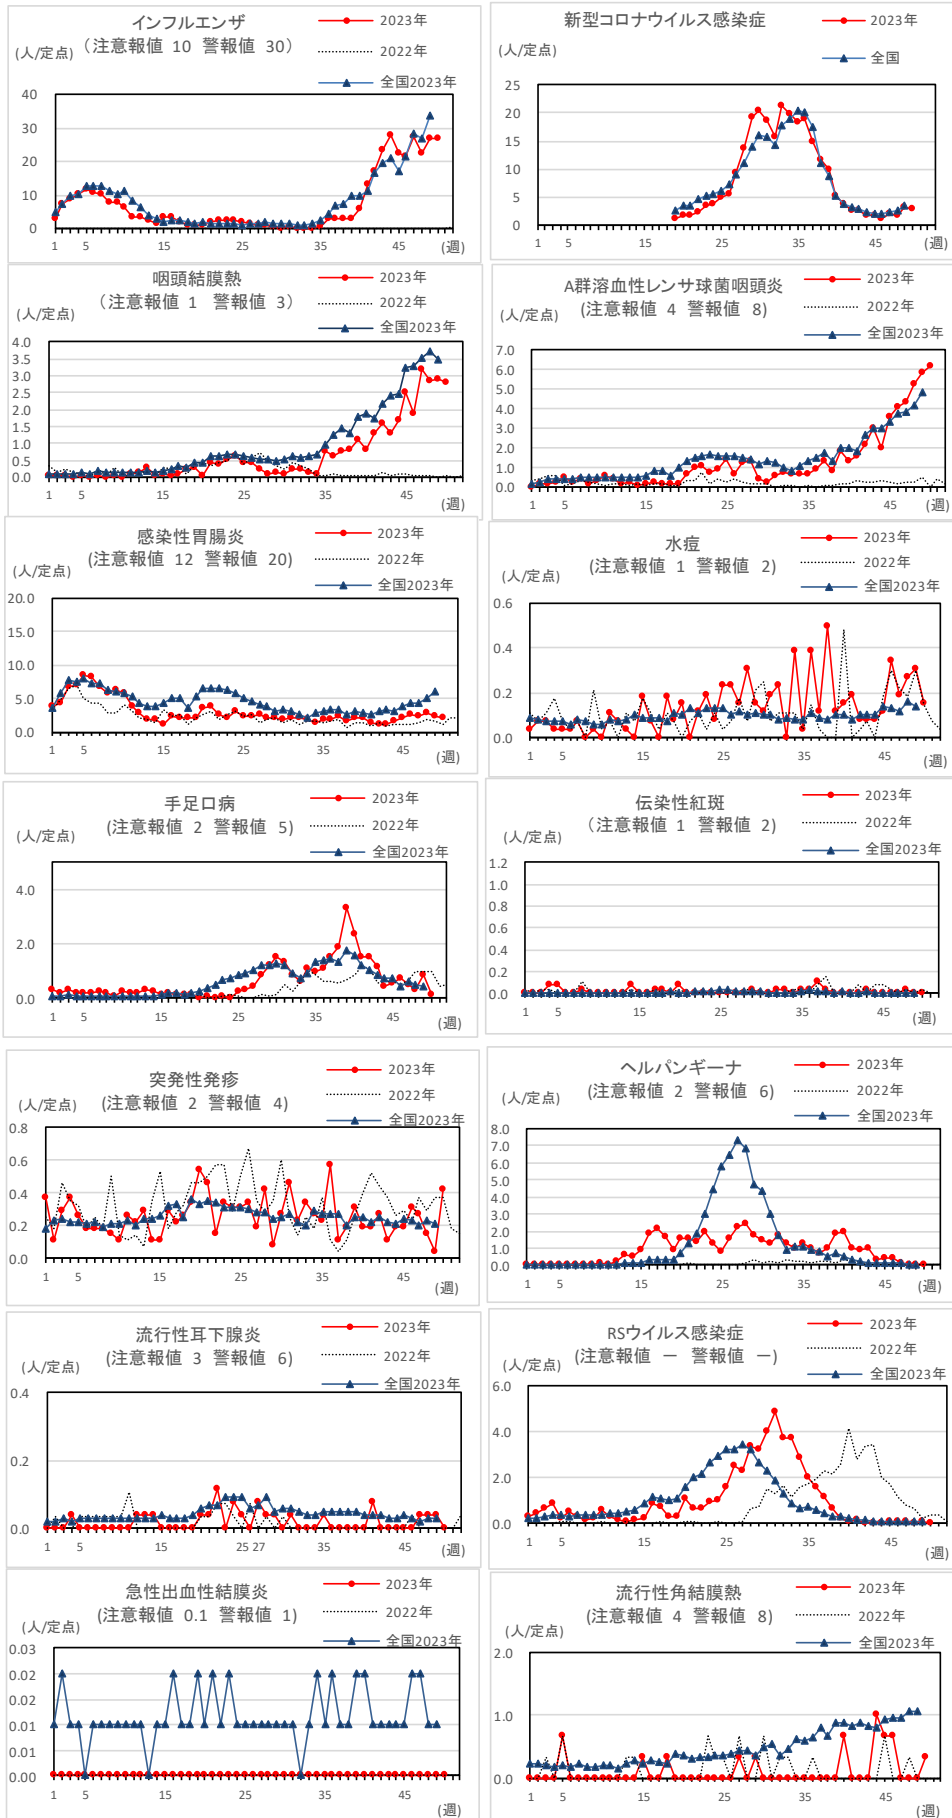 インフルエンザ
（注意報値 10 警報値 30）
(人/定点)
2023年
2022年
全国2023年
40
30
20
10
0
1
5
15
25
35
45
(週)
新型コロナウイルス感染症
(人/定点)
2023年
全国
25
20
15
10
5
0
1
5
15
25
35
45
(週)
咽頭結膜熱
（注意報値 1 警報値 3）
(人/定点)
2023年
2022年
全国2023年
4.0
3.5
3.0
2.5
2.0
1.5
1.0
0.5
0.0
1
5
15
25
35
45
(週)
A群溶血性レンサ球菌咽頭炎
(注意報値 4 警報値 8)
(人/定点)
2023年
2022年
全国2023年
7.0
6.0
5.0
4.0
3.0
2.0
1.0
0.0
1
5
15
25
35
45
(週)
感染性胃腸炎
(注意報値 12 警報値 20)
(人/定点)
2023年
2022年
全国2023年
20.0
15.0
10.0
5.0
0.0
1
5
15
25
35
45
(週)
水痘
(注意報値 1 警報値 2)
(人/定点)
2023年
2022年
全国2023年
0.6
0.4
0.2
0.0
1
5
15
25
35
45
(週)
手足口病
(注意報値 2 警報値 5)
(人/定点)
2023年
2022年
全国2023年
4.0
2.0
0.0
1
5
15
25
35
45
(週)
伝染性紅斑
（注意報値 1 警報値 2）
(人/定点)
2023年
2022年
全国2023年
1.2
1.0
0.8
0.6
0.4
0.2
0.0
1
5
15
25
35
45
(週)
突発性発疹
(注意報値 2 警報値 4)
(人/定点)
2023年
2022年
全国2023年
0.8
0.6
0.4
0.2
0.0
1
5
15
25
35
45
(週)
ヘルパンギーナ
(注意報値 2 警報値 6)
(人/定点)
2023年
2022年
全国2023年
8.0
7.0
6.0
5.0
4.0
3.0
2.0
1.0
0.0
1
5
15
25
35
45
(週)
流行性耳下腺炎
(注意報値 3 警報値 6)
(人/定点)
2023年
2022年
全国2023年
0.4
0.2
0.0
1
5
15
25 27
35
45
(週)
RSウイルス感染症
(注意報値 ー 警報値 ー)
(人/定点)
2023年
2022年
全国2023年
6.0
4.0
2.0
0.0
1
5
15
25
35
45
(週)
急性出血性結膜炎
(注意報値 0.1 警報値 1)
(人/定点)
2023年
2022年
全国2023年
0.03
0.02
0.02
0.01
0.01
0.00
1
5
15
25
35
45
(週)
流行性角結膜熱
(注意報値 4 警報値 8)
(人/定点)
2023年
2022年
全国2023年
2.0
1.0
0.0
1
5
15
25
35
45
(週)